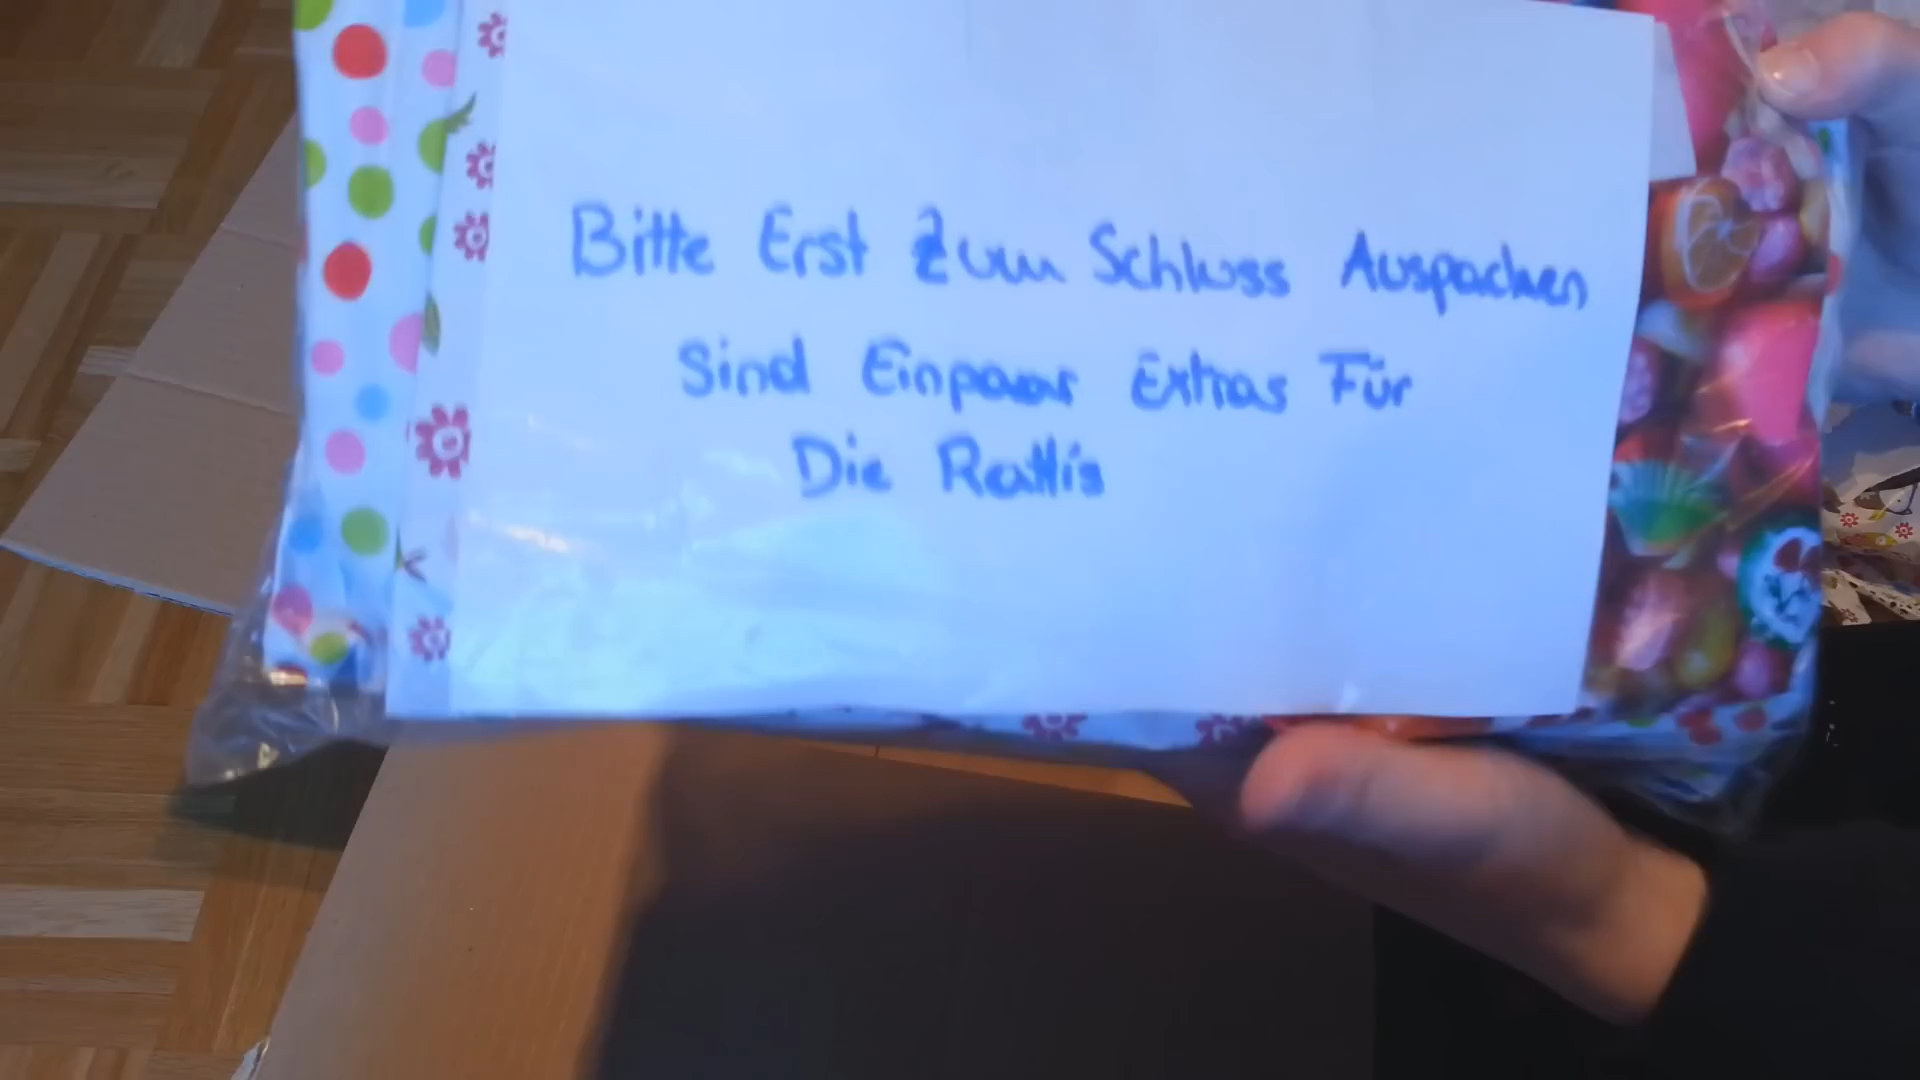 Bitte Erst Zum Schluss Auspacken
Sind Einpaar Extras Für
Die Rattis